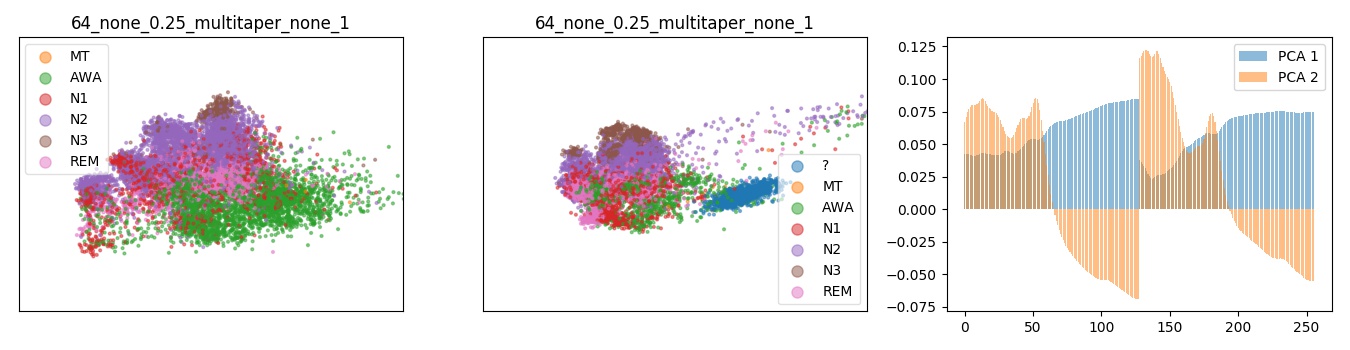 64_none_0.25_multitaper_none_1
MT
AWA
N1
N2
N3
REM
64_none_0.25_multitaper_none_1
?
MT
AWA
N1
N2
N3
REM
PCA 1
PCA 2
0.125
0.100
0.075
0.050
0.025
0.000
−0.025
−0.050
−0.075
0
50
100
150
200
250